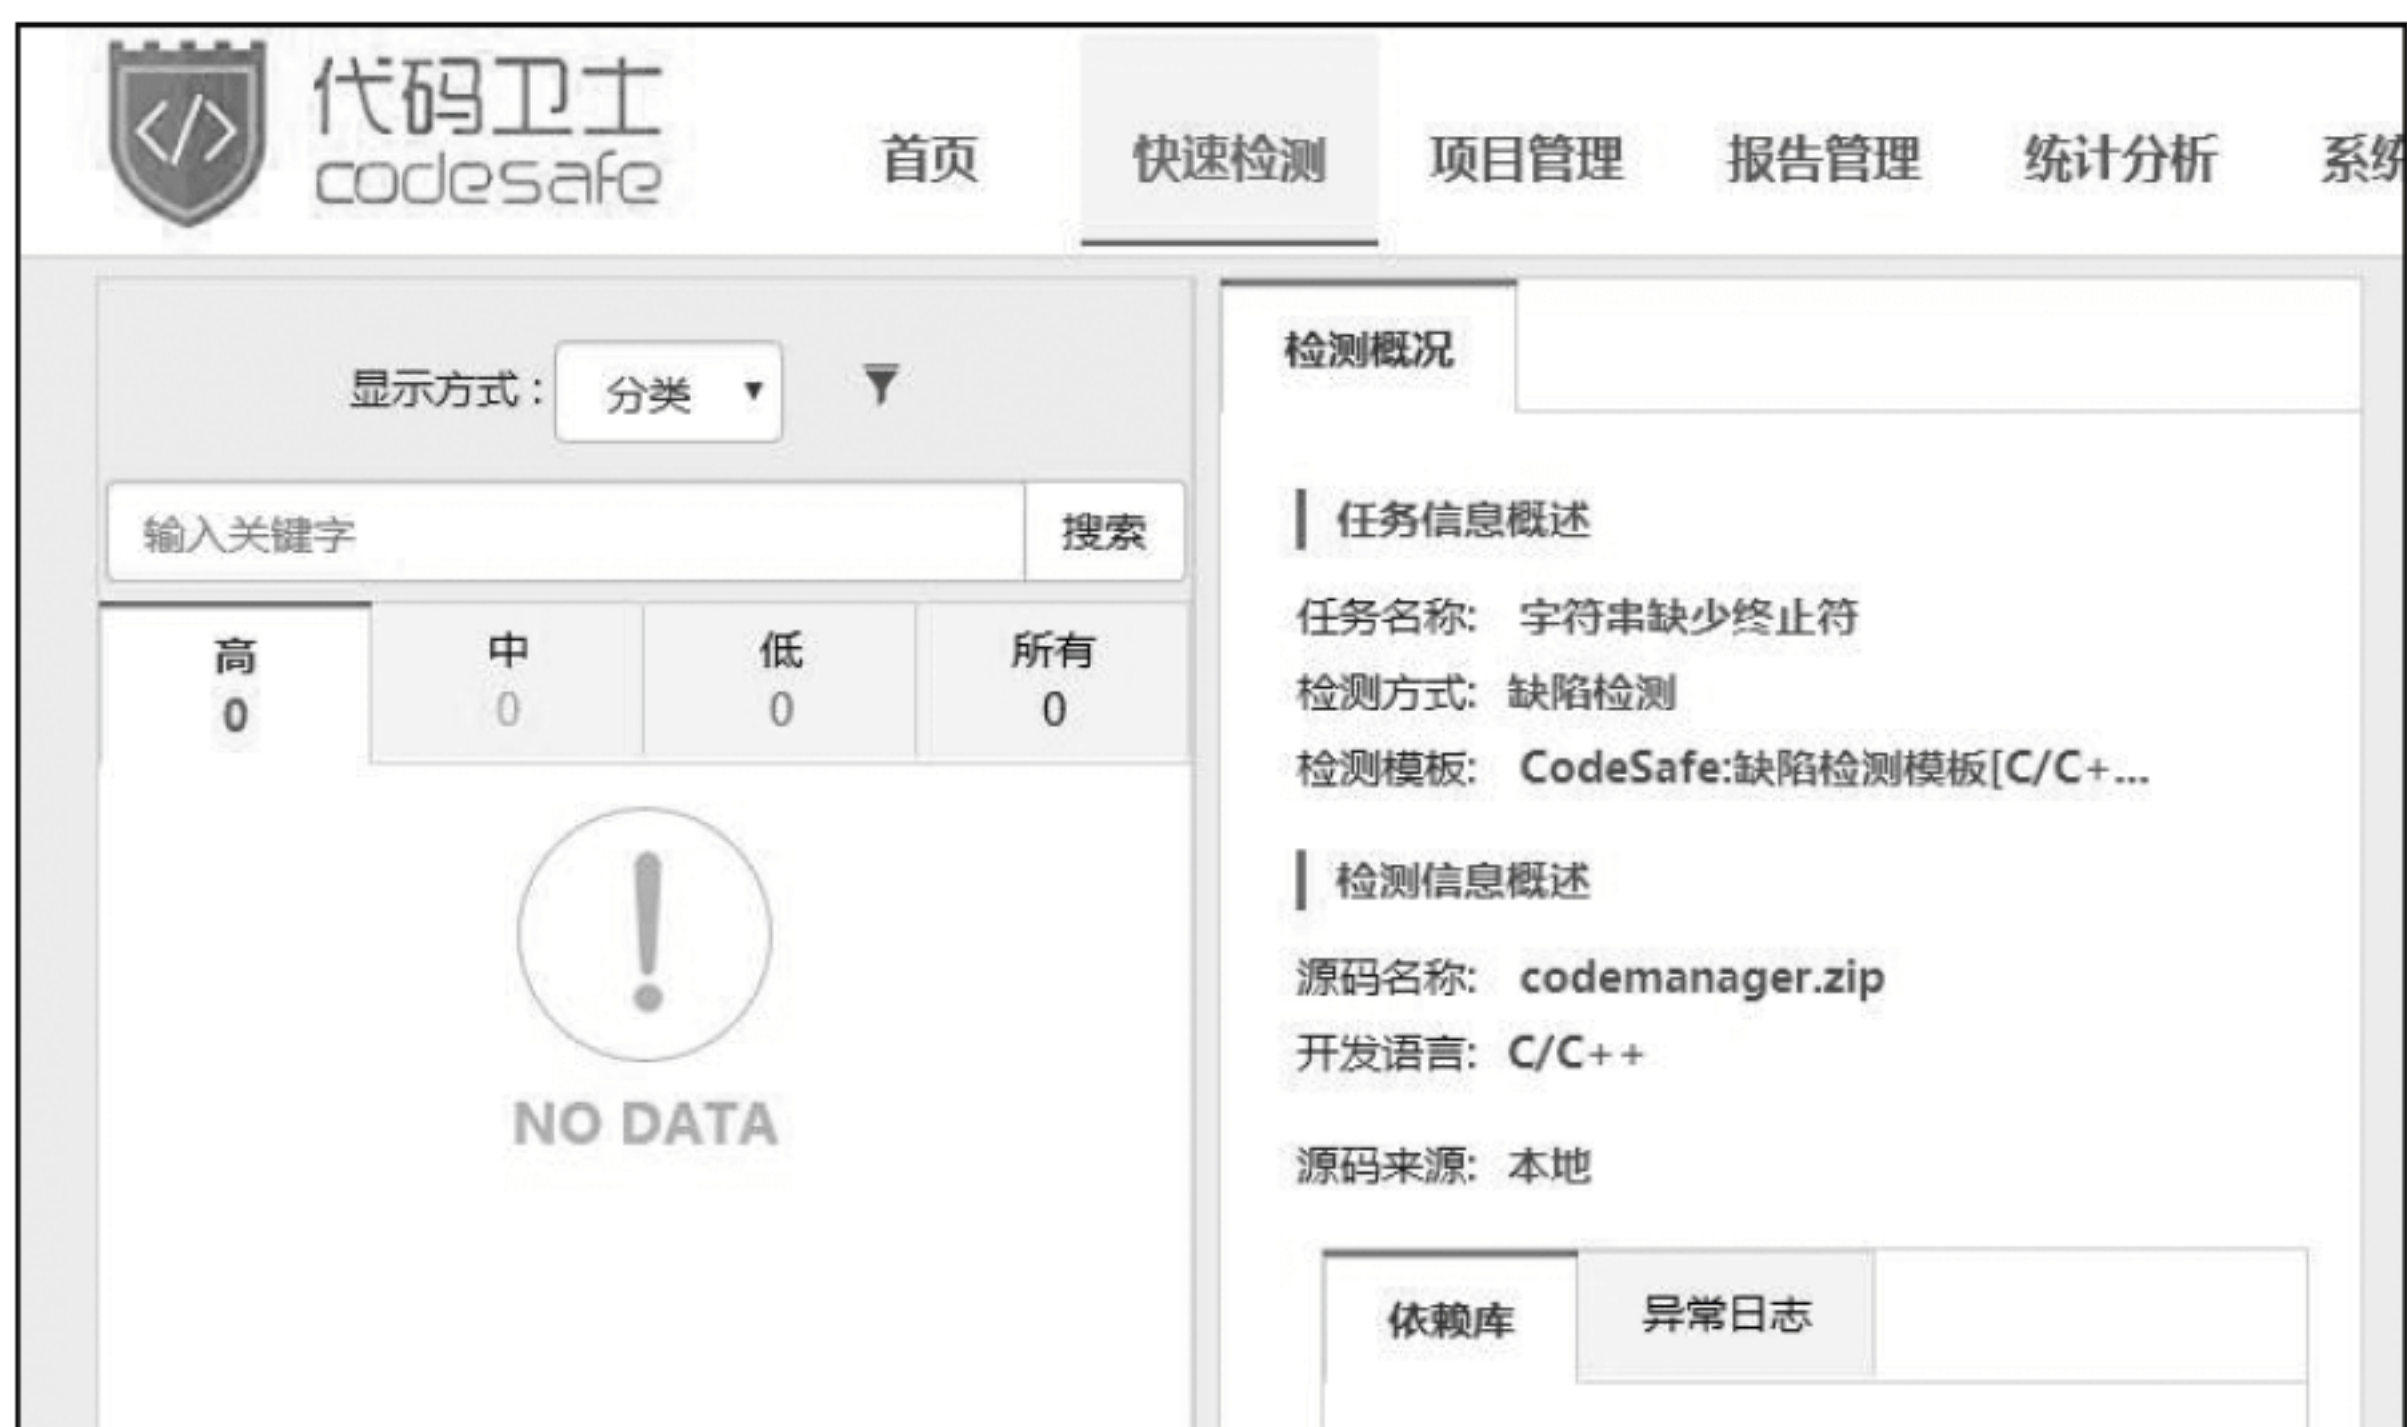 代码卫士
codesafe
首页 快速检测 项目管理 报告管理 统计分析 系统
显示方式: 分类
输入关键字 搜索
高 中 低 所有
0 0 0 0
NO DATA
检测概况
任务信息概述
任务名称: 字符串缺少终止符
检测方式: 缺陷检测
检测模板: CodeSafe:缺陷检测模板[C/C+...
检测信息概述
源码名称: codemanager.zip
开发语言: C/C++
源码来源: 本地
依赖库 异常日志